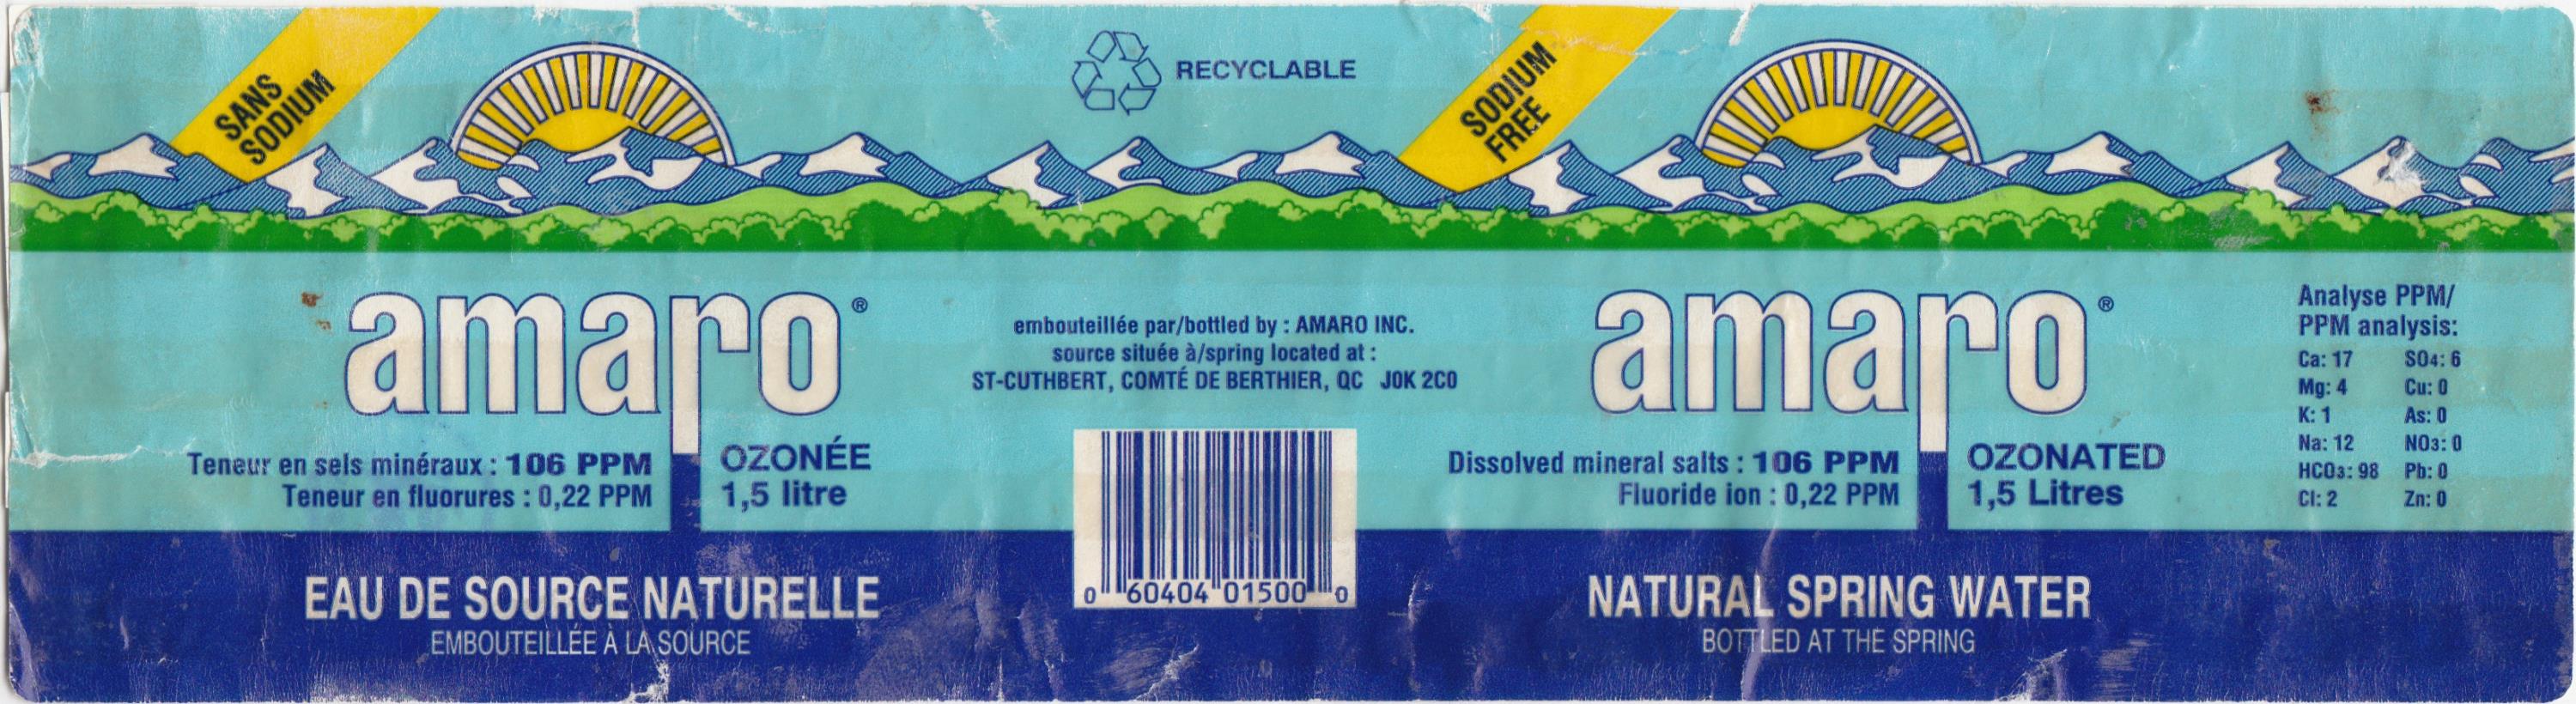 SANS
SODIUM
amaro®
Teneur en sels minéraux : 106 PPM
Teneur en fluorures : 0,22 PPM
OZONÉE
1,5 litre
EAU DE SOURCE NATURELLE
EMBOUTEILLÉE À LA SOURCE
RECYCLABLE
embouteillée par/bottled by : AMARO INC.
source située à/spring located at :
ST-CUTHBERT, COMTÉ DE BERTHIER, QC J0K 2C0
0 60404 01500 0
SODIUM
FREE
amaro®
Dissolved mineral salts : 106 PPM
Fluoride ion : 0,22 PPM
OZONATED
1,5 Litres
NATURAL SPRING WATER
BOTTLED AT THE SPRING
Analyse PPM/
PPM analysis:
Ca: 17 SO4: 6
Mg: 4 Cu: 0
K: 1 As: 0
Na: 12 NO3: 0
HCO3: 98 Pb: 0
Cl: 2 Zn: 0